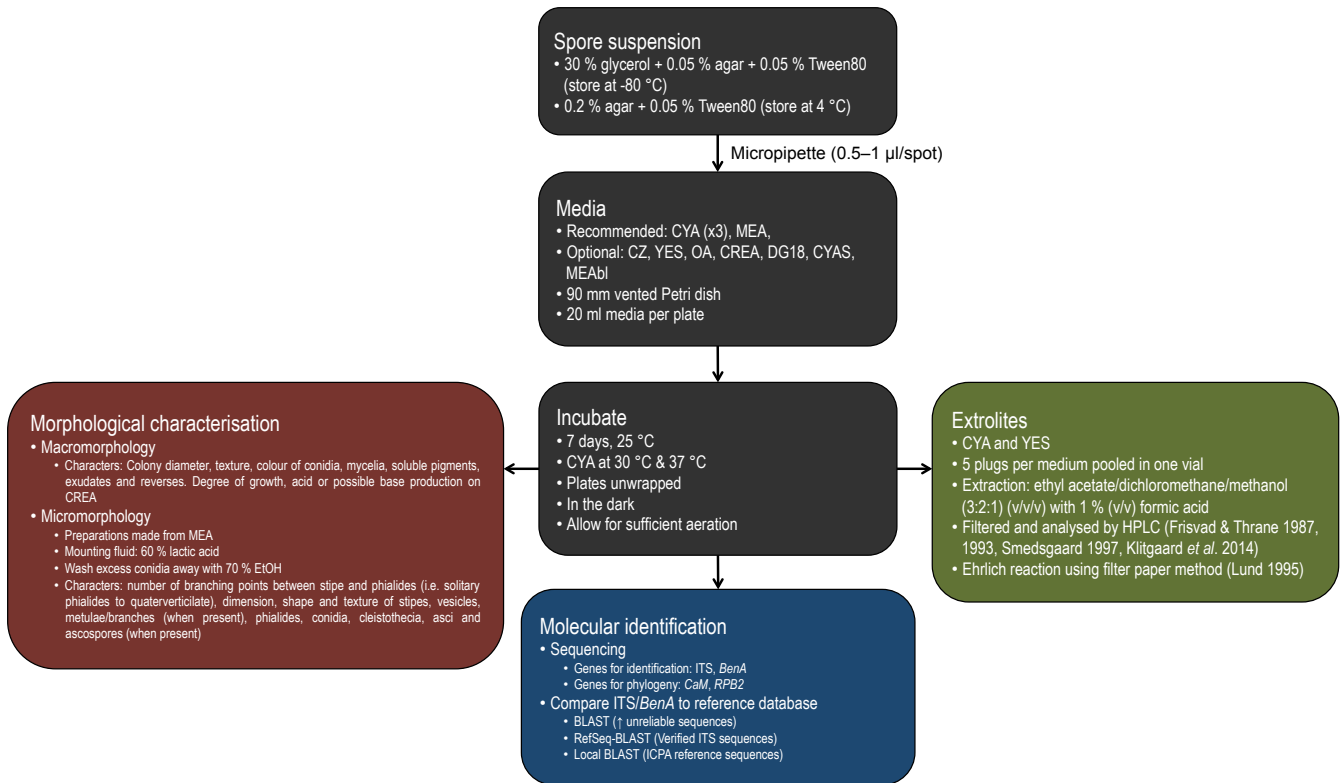 Spore suspension
• 30 % glycerol + 0.05 % agar + 0.05 % Tween80
(store at -80 °C)
• 0.2 % agar + 0.05 % Tween80 (store at 4 °C)
Micropipette (0.5–1 µl/spot)
Media
• Recommended: CYA (x3), MEA,
• Optional: CZ, YES, OA, CREA, DG18, CYAS,
MEAbl
• 90 mm vented Petri dish
• 20 ml media per plate
Morphological characterisation
• Macromorphology
• Characters: Colony diameter, texture, colour of conidia, mycelia, soluble pigments,
exudates and reverses. Degree of growth, acid or possible base production on
CREA
• Micromorphology
• Preparations made from MEA
• Mounting fluid: 60 % lactic acid
• Wash excess conidia away with 70 % EtOH
• Characters: number of branching points between stipe and phialides (i.e. solitary
phialides to quaterverticilate), dimension, shape and texture of stipes, vesicles,
metulae/branches (when present), phialides, conidia, cleistothecia, asci and
ascospores (when present)
Incubate
• 7 days, 25 °C
• CYA at 30 °C & 37 °C
• Plates unwrapped
• In the dark
• Allow for sufficient aeration
Extrolites
• CYA and YES
• 5 plugs per medium pooled in one vial
• Extraction: ethyl acetate/dichloromethane/methanol
(3:2:1) (v/v/v) with 1 % (v/v) formic acid
• Filtered and analysed by HPLC (Frisvad & Thrane 1987,
1993, Smedsgaard 1997, Klitgaard et al. 2014)
• Ehrlich reaction using filter paper method (Lund 1995)
Molecular identification
• Sequencing
• Genes for identification: ITS, BenA
• Genes for phylogeny: CaM, RPB2
• Compare ITS/BenA to reference database
• BLAST (↑ unreliable sequences)
• RefSeq-BLAST (Verified ITS sequences)
• Local BLAST (ICPA reference sequences)